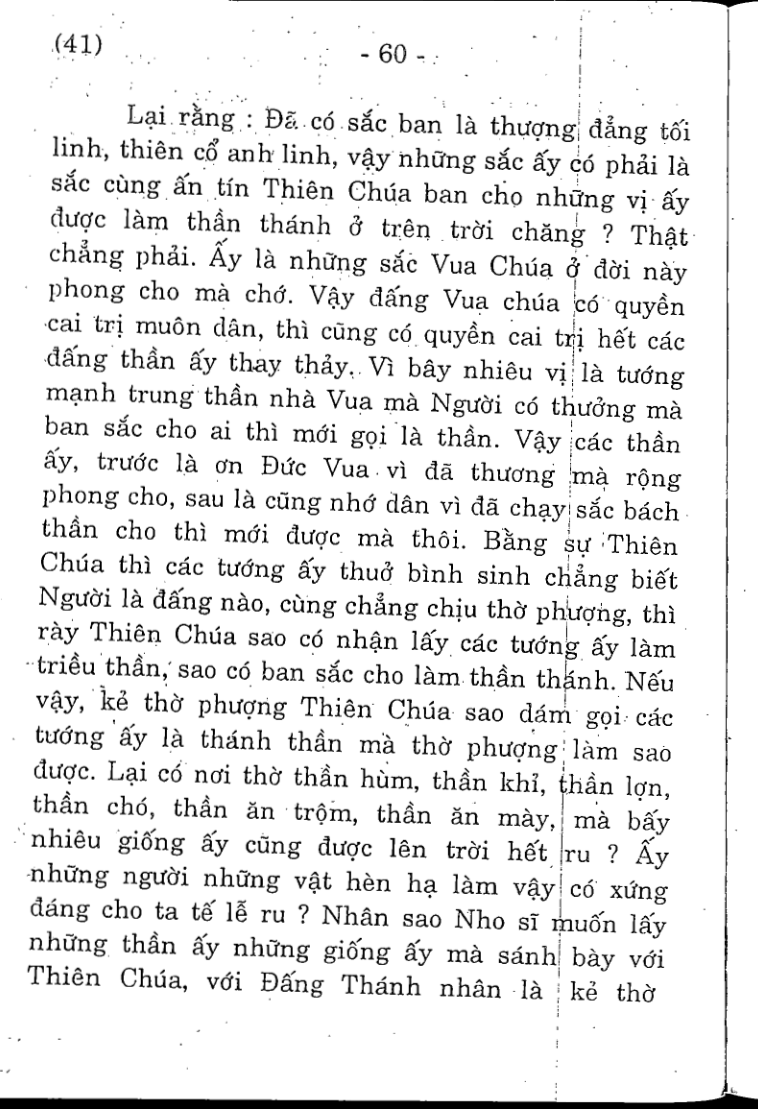 (41)
- 60 -
Lại rằng : Đã có sắc ban là thượng đẳng tối
linh, thiên cổ anh linh, vậy những sắc ấy có phải là
sắc cùng ấn tín Thiên Chúa ban cho những vị ấy
được làm thần thánh ở trên trời chăng ? Thật
chẳng phải. Ấy là những sắc Vua Chúa ở đời này
phong cho mà chớ. Vậy đấng Vua chúa có quyền
cai trị muôn dân, thì cũng có quyền cai trị hết các
đấng thần ấy thay thảy. Vì bây nhiêu vị là tướng
mạnh trung thần nhà Vua mà Người có thưởng mà
ban sắc cho ai thì mới gọi là thần. Vậy các thần
ấy, trước là ơn Đức Vua vì đã thương mà rộng
phong cho, sau là cũng nhớ dân vì đã chạy sắc bách
thần cho thì mới được mà thôi. Bằng sự Thiên
Chúa thì các tướng ấy thuở bình sinh chẳng biết
Người là đấng nào, cùng chẳng chịu thờ phượng, thì
rày Thiên Chúa sao có nhận lấy các tướng ấy làm
triều thần, sao có ban sắc cho làm thần thánh. Nếu
vậy, kẻ thờ phượng Thiên Chúa sao dám gọi các
tướng ấy là thánh thần mà thờ phượng làm sao
được. Lại có nơi thờ thần hùm, thần khỉ, thần lợn,
thần chó, thần ăn trộm, thần ăn mày, mà bấy
nhiêu giống ấy cũng được lên trời hết ru ? Ấy
những người những vật hèn hạ làm vậy có xứng
đáng cho ta tế lễ ru ? Nhân sao Nho sĩ muốn lấy
những thần ấy những giống ấy mà sánh bày với
Thiên Chúa, với Đấng Thánh nhân là kẻ thờ